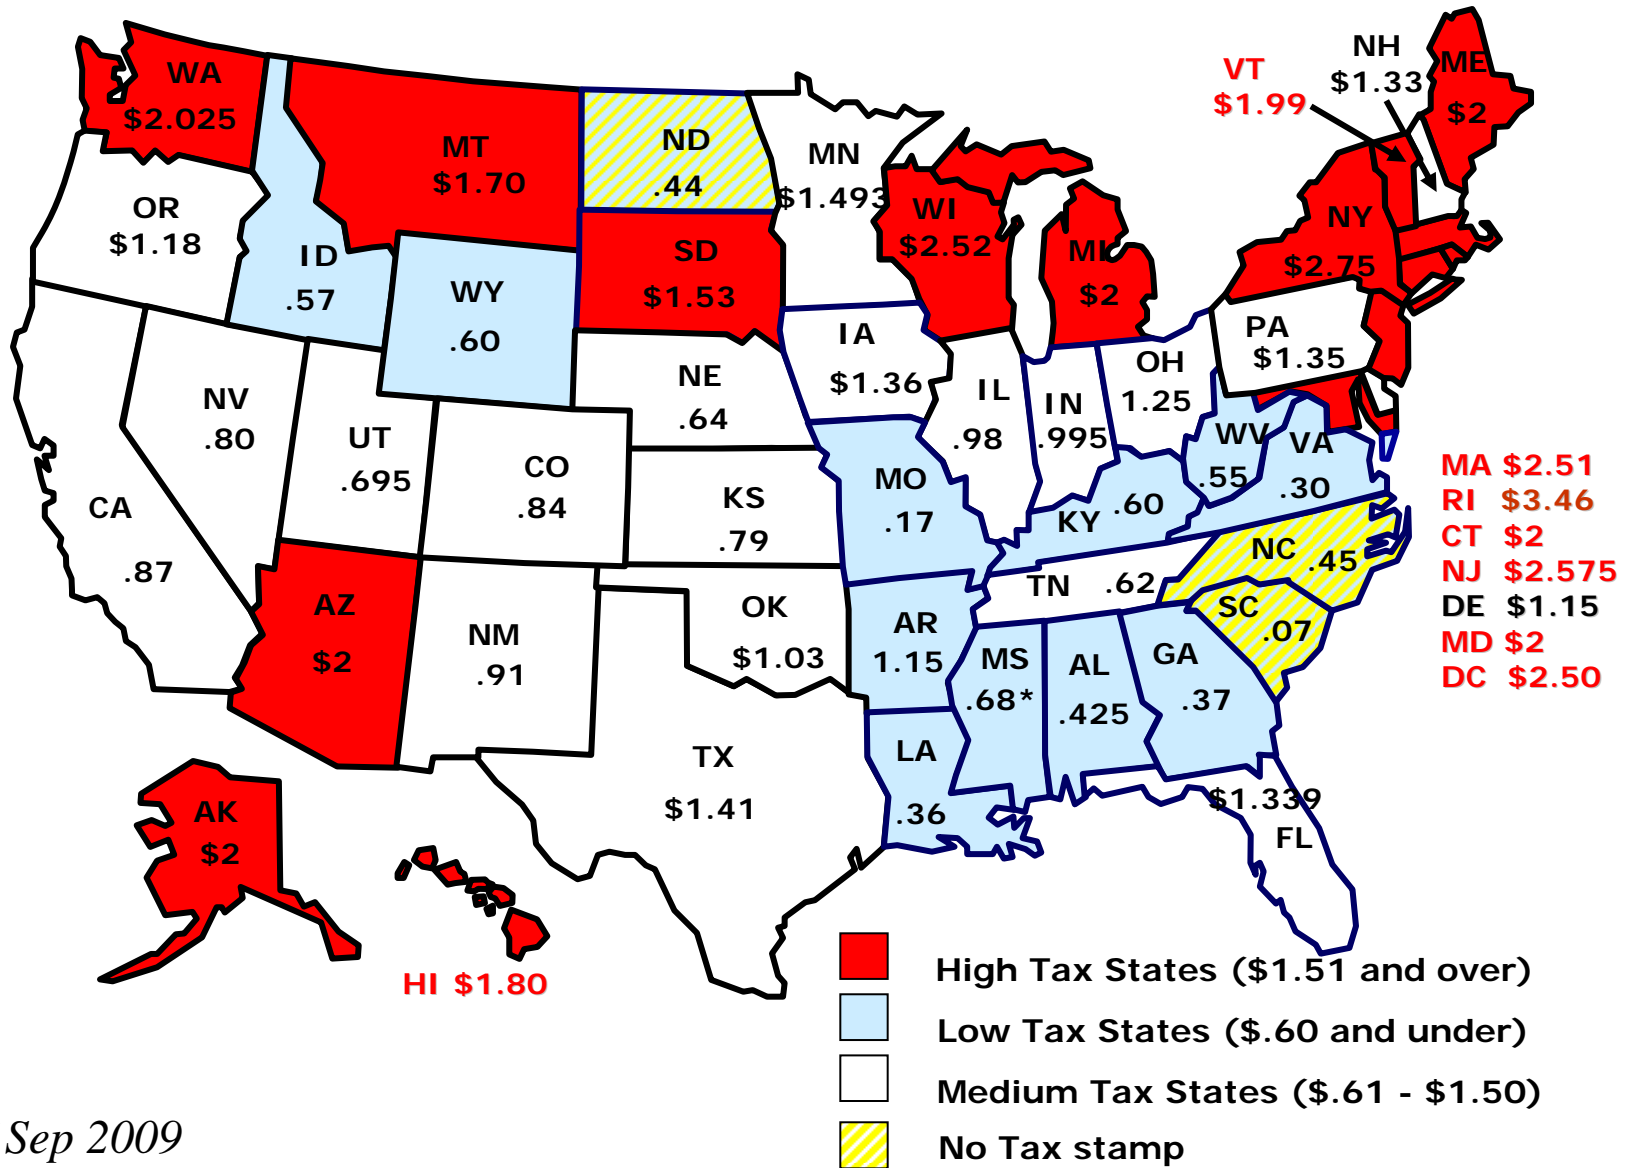 WA
$2.025
MT
$1.70
ND
.44
MN
$1.493
VT
$1.99
NH
$1.33
ME
$2
OR
$1.18
ID
.57
WY
.60
SD
$1.53
WI
$2.52
MI
$2
NY
$2.75
PA
$1.35
NV
.80
UT
.695
CO
.84
NE
.64
IA
$1.36
IL
.98
IN
.995
OH
1.25
WV
.55
VA
.30
CA
.87
KS
.79
MO
.17
KY .60
MA $2.51
RI $3.46
CT $2
NJ $2.575
DE $1.15
MD $2
DC $2.50
AZ
$2
NM
.91
OK
$1.03
AR
1.15
TN .62
NC .45
SC
.07
MS
.68*
AL
.425
GA
.37
TX
$1.41
LA
.36
$1.339
FL
AK
$2
HI $1.80
High Tax States ($1.51 and over)
Low Tax States ($.60 and under)
Medium Tax States ($.61 - $1.50)
No Tax stamp
Sep 2009